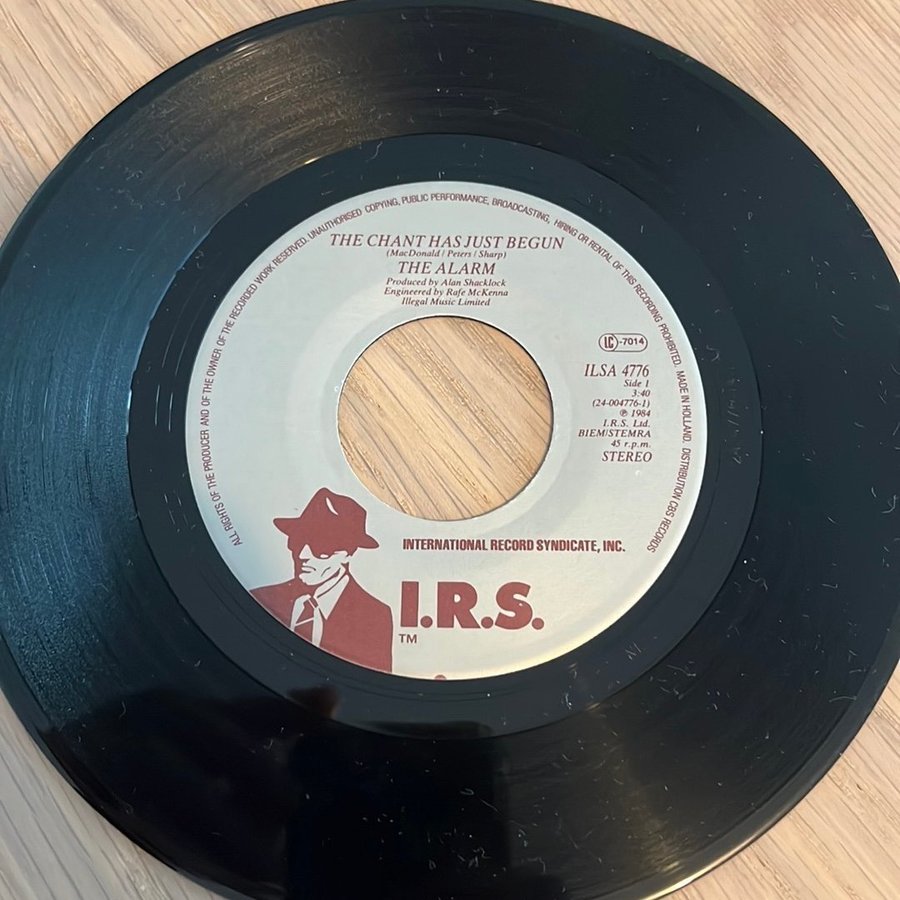 ALL RIGHTS OF THE PRODUCER AND OF THE OWNER OF THE RECORDED WORK RESERVED. UNAUTHORISED COPYING, PUBLIC PERFORMANCE, BROADCASTING, HIRING OR RENTAL OF THIS RECORDING PROHIBITED. MADE IN HOLLAND. DISTRIBUTION CBS RECORDS
THE CHANT HAS JUST BEGUN
(MacDonald / Peters / Sharp)
THE ALARM
Produced by Alan Shacklock
Engineered by Rafe McKenna
Illegal Music Limited
LC-7014
ILSA 4776
Side 1
3:40
(24-004776-1)
℗ 1984
I.R.S. Ltd.
BIEM/STEMRA
45 r.p.m.
STEREO
INTERNATIONAL RECORD SYNDICATE, INC.
I.R.S.
TM